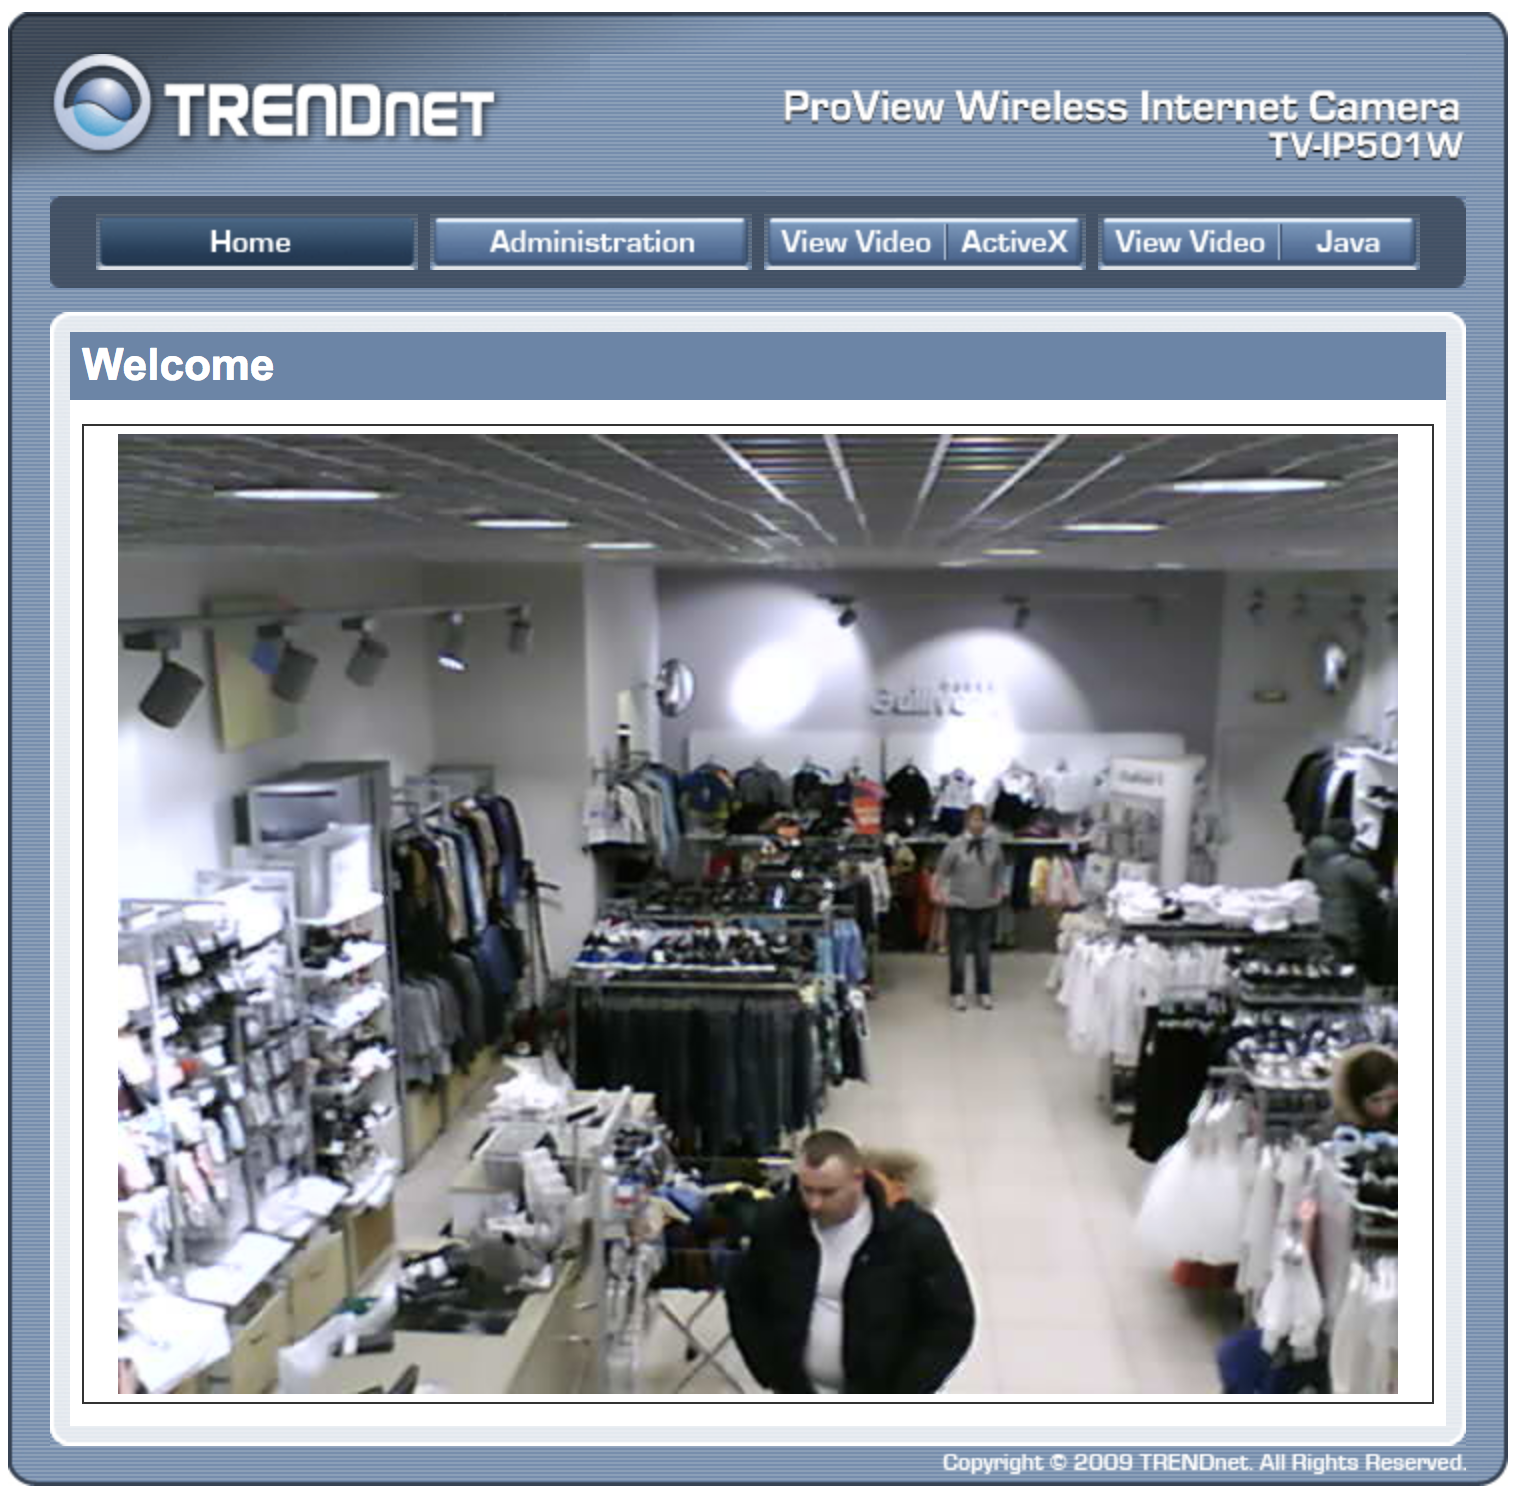 TRENDNET
ProView Wireless Internet Camera
TV-IP501W
Home
Administration
View Video ActiveX
View Video Java
Welcome
Copyright © 2009 TRENDnet. All Rights Reserved.